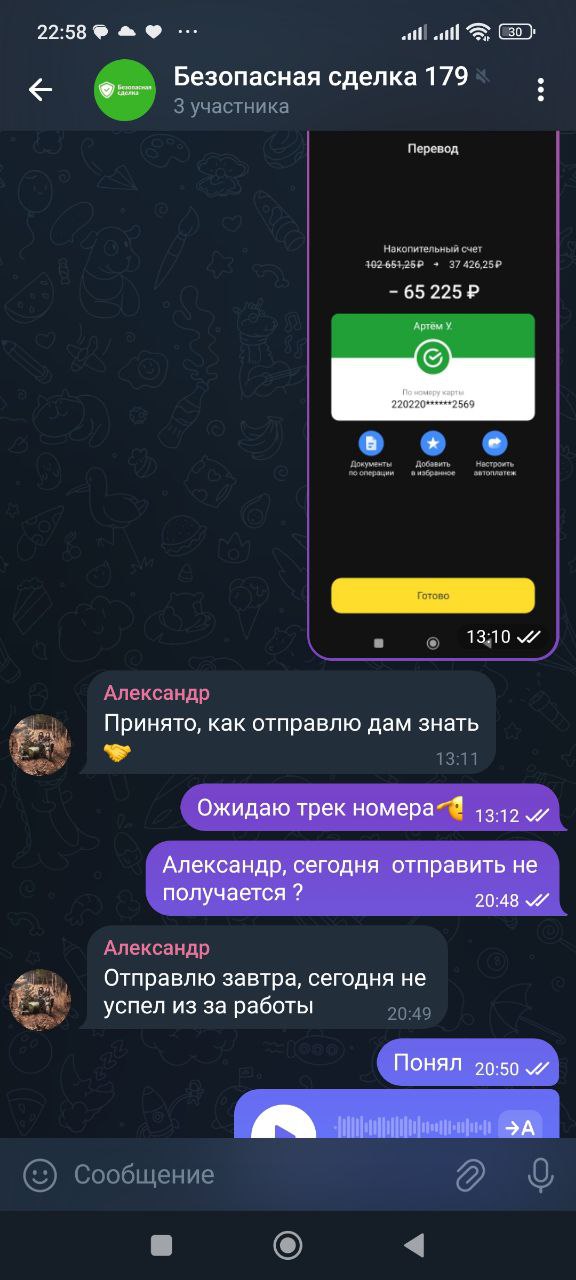 22:58
30
Безопасная сделка 179
3 участника
Безопасная
сделка
Перевод
Накопительный счет
102 651,25 ₽ → 37 426,25 ₽
− 65 225 ₽
Артём У.
По номеру карты
220220******2569
Документы
по операции
Добавить
в избранное
Настроить
автоплатеж
Готово
13:10
Александр
Принято, как отправлю дам знать
🤝
13:11
Ожидаю трек номера🫡 13:12
Александр, сегодня отправить не
получается ?
20:48
Александр
Отправлю завтра, сегодня не
успел из за работы
20:49
Понял 20:50
→A
Сообщение